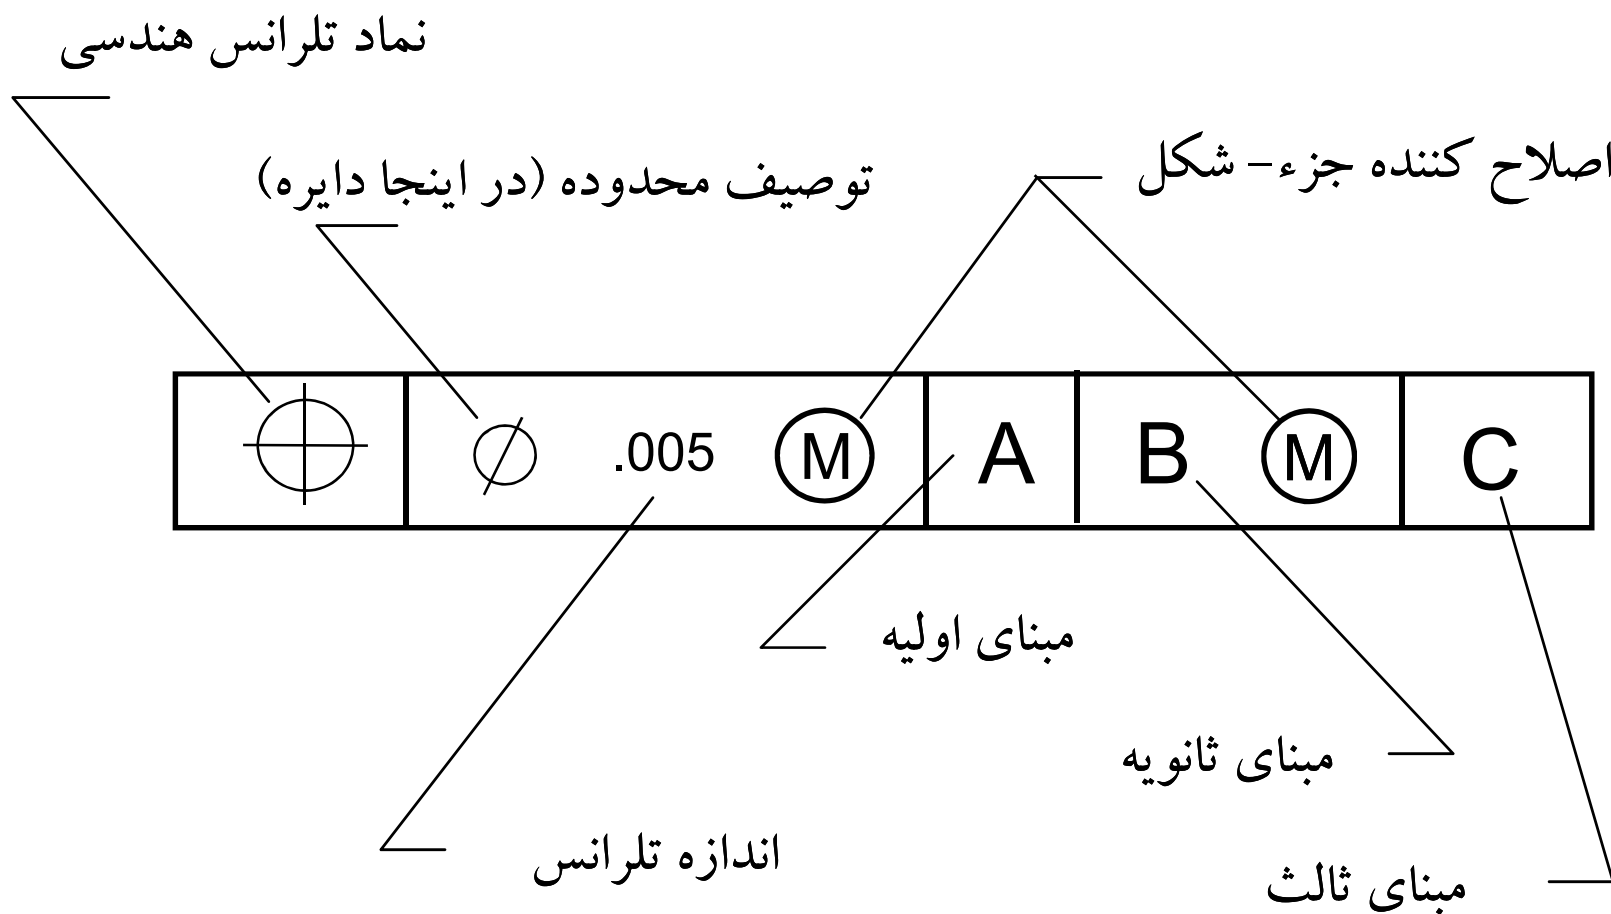 نماد تلرانس هندسی
اصلاح کننده جزء- شکل
توصیف محدوده (در اینجا دایره)
⌖ ⌀ .005 Ⓜ A B Ⓜ C
مبنای اولیه
مبنای ثانویه
اندازه تلرانس
مبنای ثالث